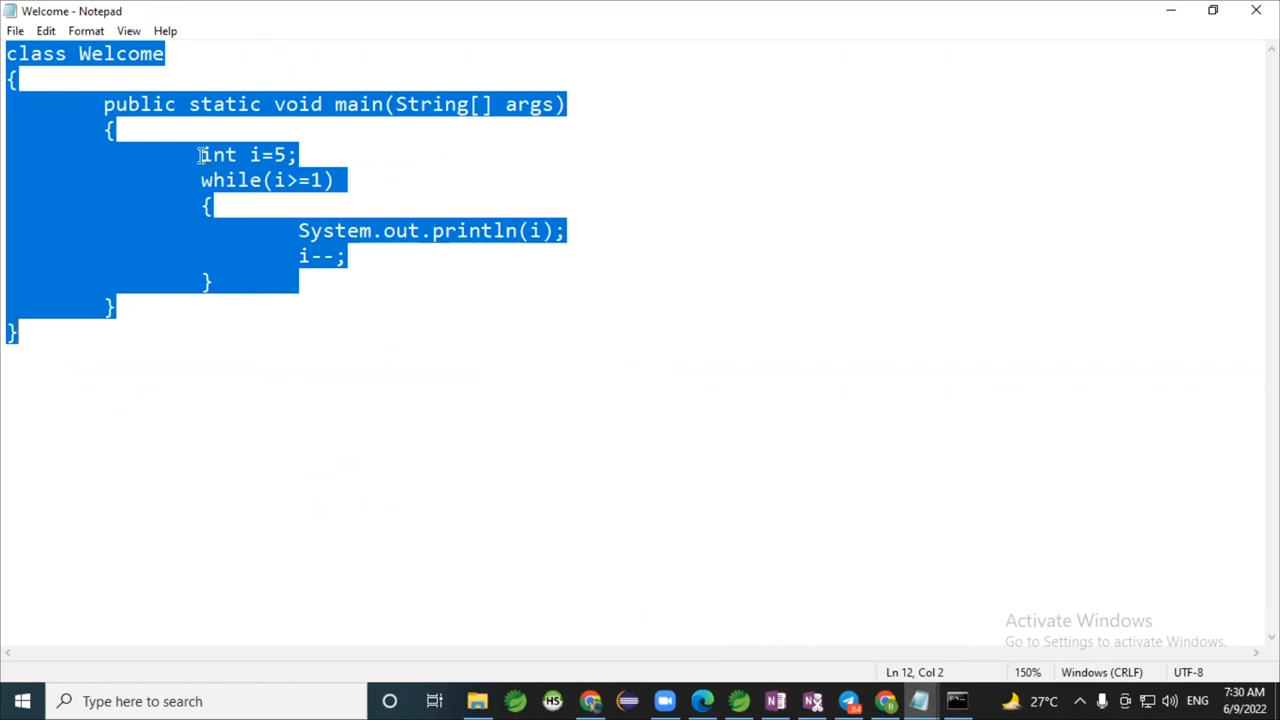 Welcome - Notepad
File Edit Format View Help
class Welcome
{
public static void main(String[] args)
{
int i=5;
while(i>=1)
{
System.out.println(i);
i--;
}
}
}
Activate Windows
Go to Settings to activate Windows.
Ln 12, Col 2 150% Windows (CRLF) UTF-8
Type here to search HS 94 B 27°C ENG 7:30 AM
6/9/2022